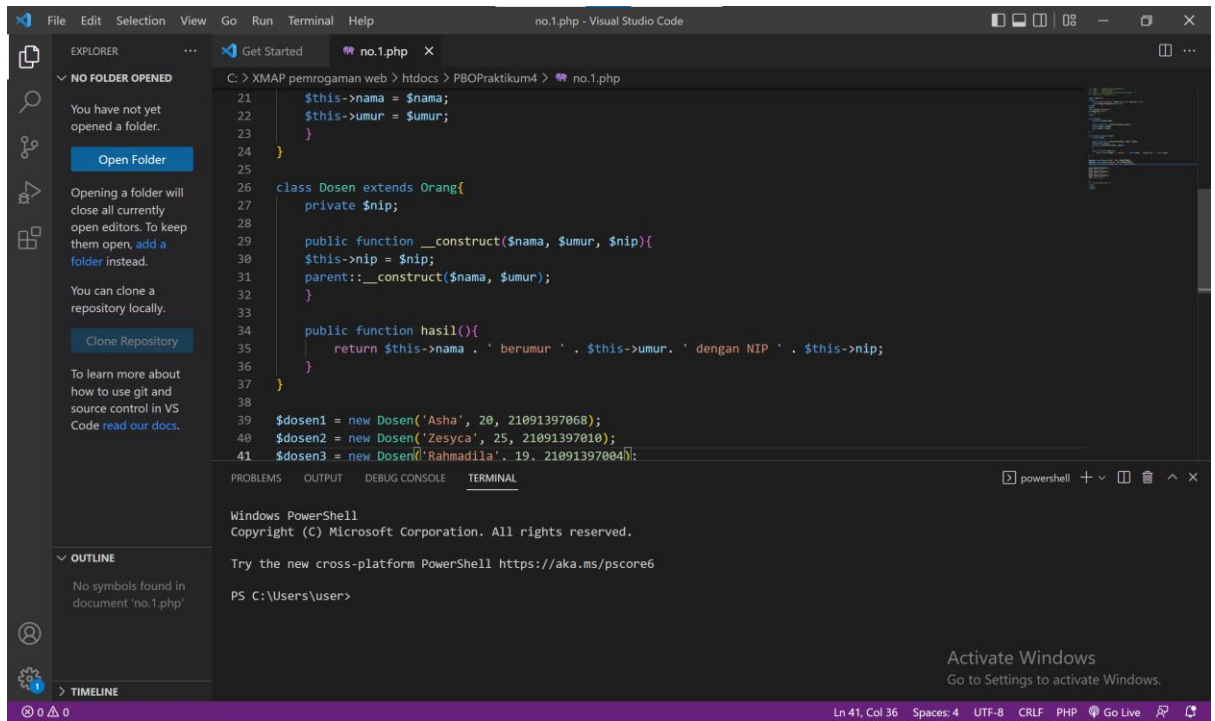 File Edit Selection View Go Run Terminal Help no.1.php - Visual Studio Code
EXPLORER
NO FOLDER OPENED
You have not yet
opened a folder.
Open Folder
Opening a folder will
close all currently
open editors. To keep
them open, add a
folder instead.
You can clone a
repository locally.
Clone Repository
To learn more about
how to use git and
source control in VS
Code read our docs.
OUTLINE
No symbols found in
document 'no.1.php'
TIMELINE
1
Get Started no.1.php
C: > XMAP pemrogaman web > htdocs > PBOPraktikum4 > no.1.php
21 $this->nama = $nama;
22 $this->umur = $umur;
23 }
24 }
25
26 class Dosen extends Orang{
27 private $nip;
28
29 public function __construct($nama, $umur, $nip){
30 $this->nip = $nip;
31 parent::__construct($nama, $umur);
32 }
33
34 public function hasil(){
35 return $this->nama . ' berumur ' . $this->umur. ' dengan NIP ' . $this->nip;
36 }
37 }
38
39 $dosen1 = new Dosen('Asha', 20, 21091397068);
40 $dosen2 = new Dosen('Zesyca', 25, 21091397010);
41 $dosen3 = new Dosen('Rahmadila', 19, 21091397004);
PROBLEMS OUTPUT DEBUG CONSOLE TERMINAL powershell
Windows PowerShell
Copyright (C) Microsoft Corporation. All rights reserved.
Try the new cross-platform PowerShell https://aka.ms/pscore6
PS C:\Users\user>
Activate Windows
Go to Settings to activate Windows.
0 0 Ln 41, Col 36 Spaces: 4 UTF-8 CRLF PHP Go Live